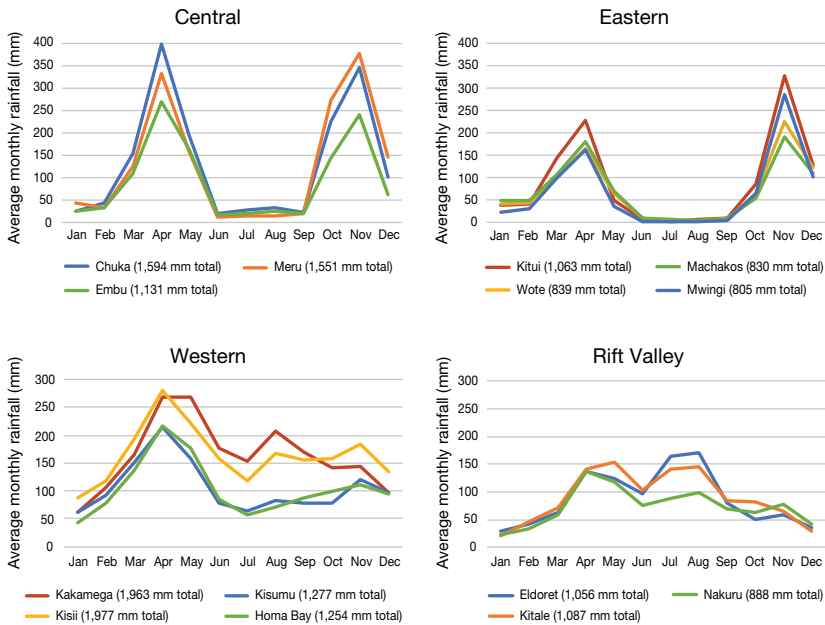 Central
Average monthly rainfall (mm)
400
350
300
250
200
150
100
50
0
Jan Feb Mar Apr May Jun Jul Aug Sep Oct Nov Dec
Chuka (1,594 mm total) Meru (1,551 mm total)
Embu (1,131 mm total)
Eastern
Average monthly rainfall (mm)
400
350
300
250
200
150
100
50
0
Jan Feb Mar Apr May Jun Jul Aug Sep Oct Nov Dec
Kitui (1,063 mm total) Machakos (830 mm total)
Wote (839 mm total) Mwingi (805 mm total)
Western
Average monthly rainfall (mm)
300
250
200
150
100
50
0
Jan Feb Mar Apr May Jun Jul Aug Sep Oct Nov Dec
Kakamega (1,963 mm total) Kisumu (1,277 mm total)
Kisii (1,977 mm total) Homa Bay (1,254 mm total)
Rift Valley
Average monthly rainfall (mm)
300
250
200
150
100
50
0
Jan Feb Mar Apr May Jun Jul Aug Sep Oct Nov Dec
Eldoret (1,056 mm total) Nakuru (888 mm total)
Kitale (1,087 mm total)